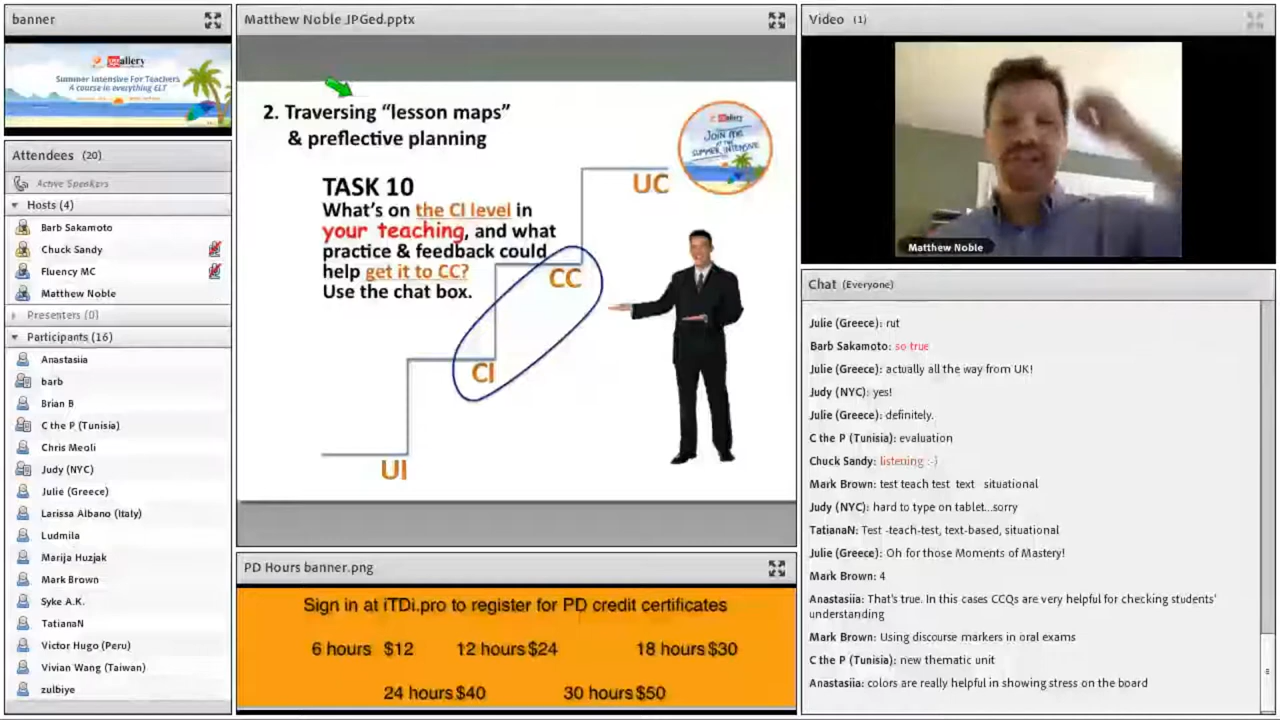 banner
Matthew Noble JPGed.pptx
Video (1)
allery
Summer Intensive For Teachers
A course in everything ELT
Attendees (20)
Active Speakers
Hosts (4)
Barb Sakamoto
Chuck Sandy
Fluency MC
Matthew Noble
Presenters (0)
Participants (16)
Anastasiia
barb
Brian B
C the P (Tunisia)
Chris Meoli
Judy (NYC)
Julie (Greece)
Larissa Albano (Italy)
Ludmila
Marija Huzjak
Mark Brown
Syke A.K.
TatianaN
Victor Hugo (Peru)
Vivian Wang (Taiwan)
zulbiye
2. Traversing “lesson maps”
& preflective planning
allery
JOIN ME
AT THE
SUMMER INTENSIVE
TASK 10
What’s on the CI level in
your teaching, and what
practice & feedback could
help get it to CC?
Use the chat box.
UC
CC
CI
UI
PD Hours banner.png
Sign in at iTDi.pro to register for PD credit certificates
6 hours $12 12 hours $24 18 hours $30
24 hours $40 30 hours $50
Matthew Noble
Chat (Everyone)
Julie (Greece): rut
Barb Sakamoto: so true
Julie (Greece): actually all the way from UK!
Judy (NYC): yes!
Julie (Greece): definitely.
C the P (Tunisia): evaluation
Chuck Sandy: listening :-)
Mark Brown: test teach test text situational
Judy (NYC): hard to type on tablet...sorry
TatianaN: Test -teach-test, text-based, situational
Julie (Greece): Oh for those Moments of Mastery!
Mark Brown: 4
Anastasiia: That's true. In this cases CCQs are very helpful for checking students'
understanding
Mark Brown: Using discourse markers in oral exams
C the P (Tunisia): new thematic unit
Anastasiia: colors are really helpful in showing stress on the board